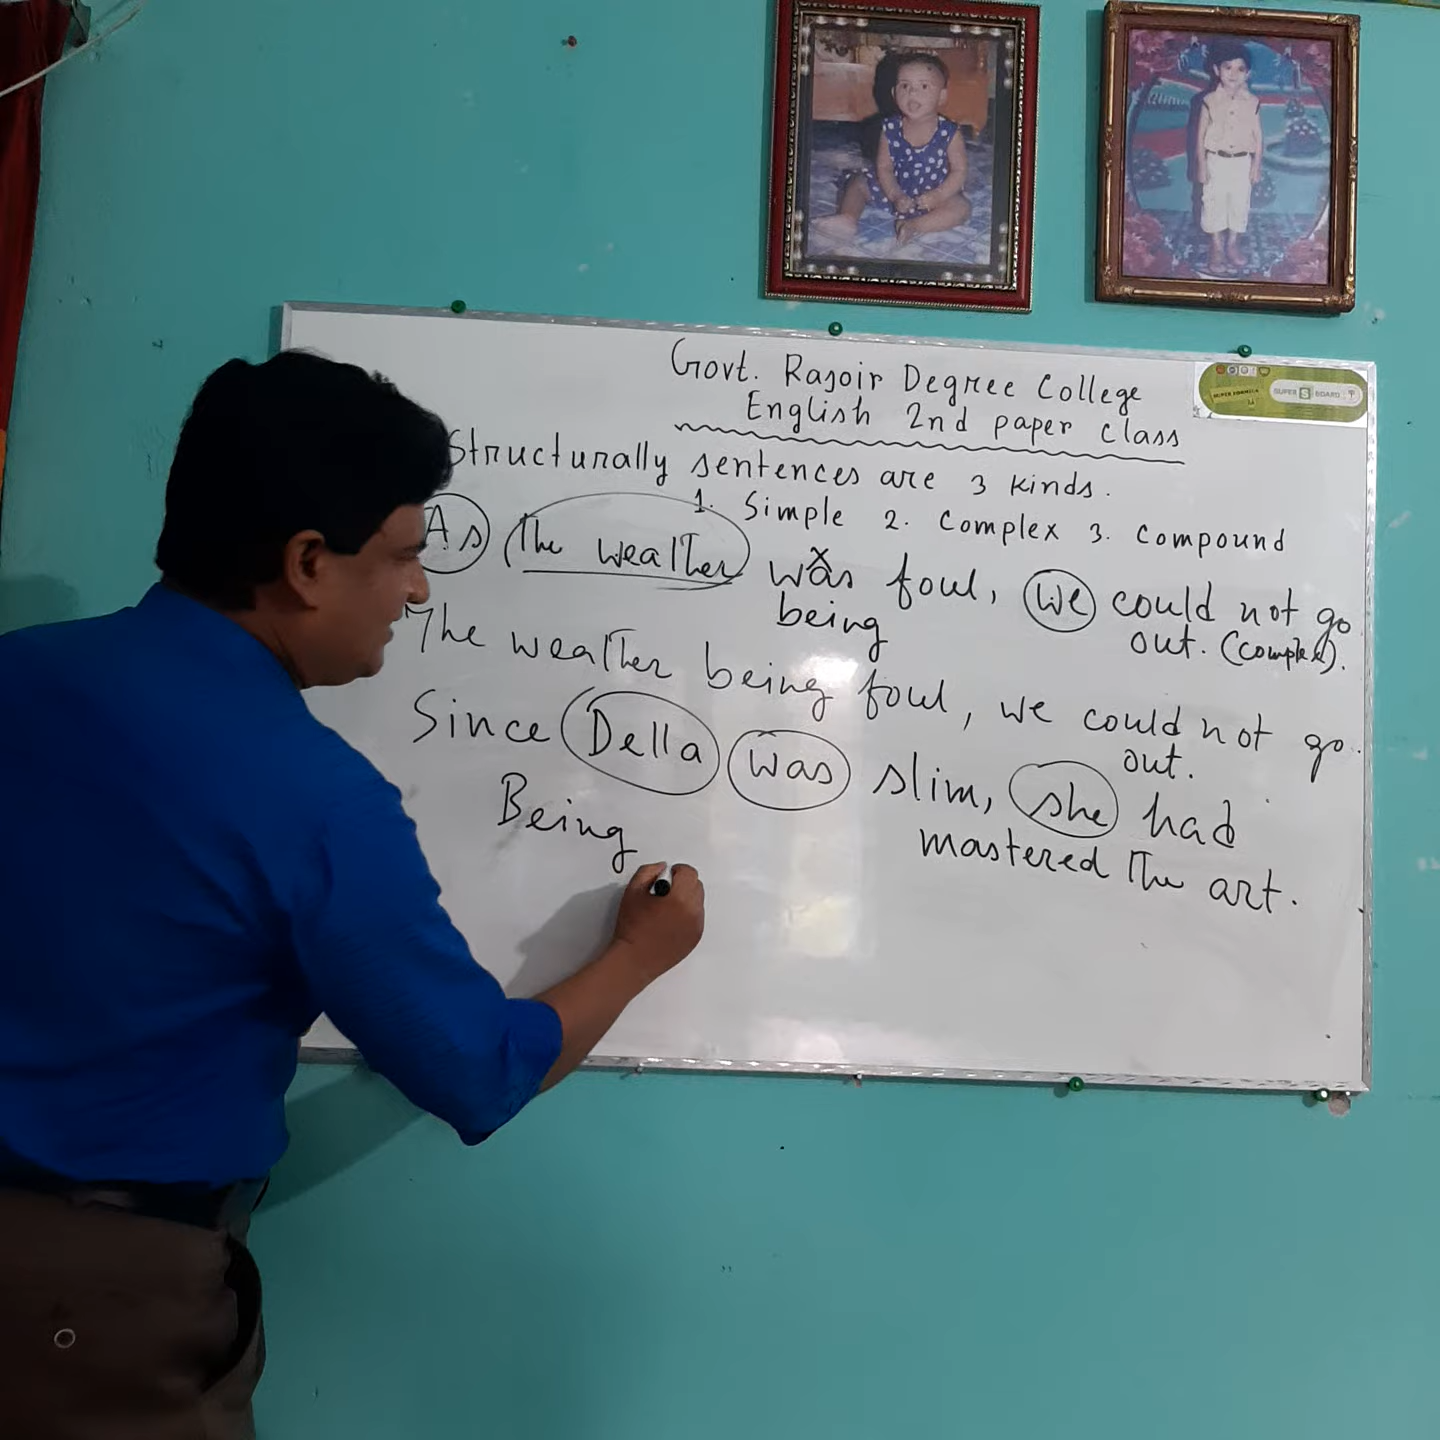 Govt. Rajoir Degree College
English 2nd paper class
Structurally sentences are 3 kinds.
1. Simple 2. Complex 3. Compound
As The weather was foul, we could not go
being
out. (complex).
The weather being foul, we could not go
out.
Since Della was slim, she had
mastered The art.
Being
SUPER S BOARD